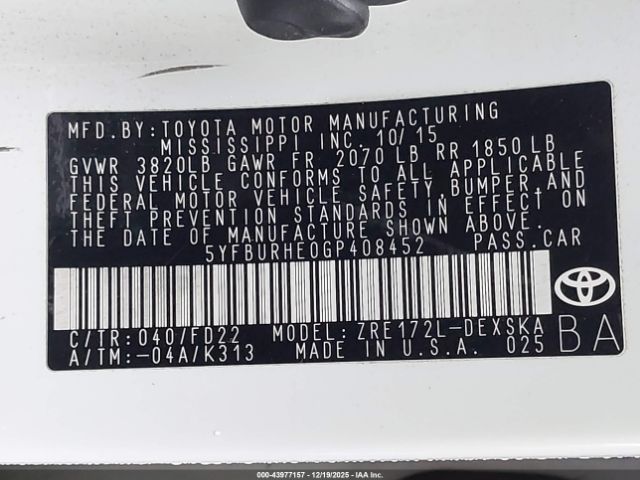 MFD.BY: TOYOTA MOTOR MANUFACTURING
MISSISSIPPI INC. 10/15
GVWR 3820LB GAWR FR 2070 LB RR 1850 LB
THIS VEHICLE CONFORMS TO ALL APPLICABLE
FEDERAL MOTOR VEHICLE SAFETY, BUMPER, AND
THEFT PREVENTION STANDARDS IN EFFECT ON
THE DATE OF MANUFACTURE SHOWN ABOVE.
5YFBURHE0GP408452 PASS.CAR
C/TR: 040/FD22 MODEL: ZRE172L-DEXSKA
A/TM: -04A/K313 MADE IN U.S.A. 025
BA
000-43977157 - 12/19/2025 - IAA Inc.